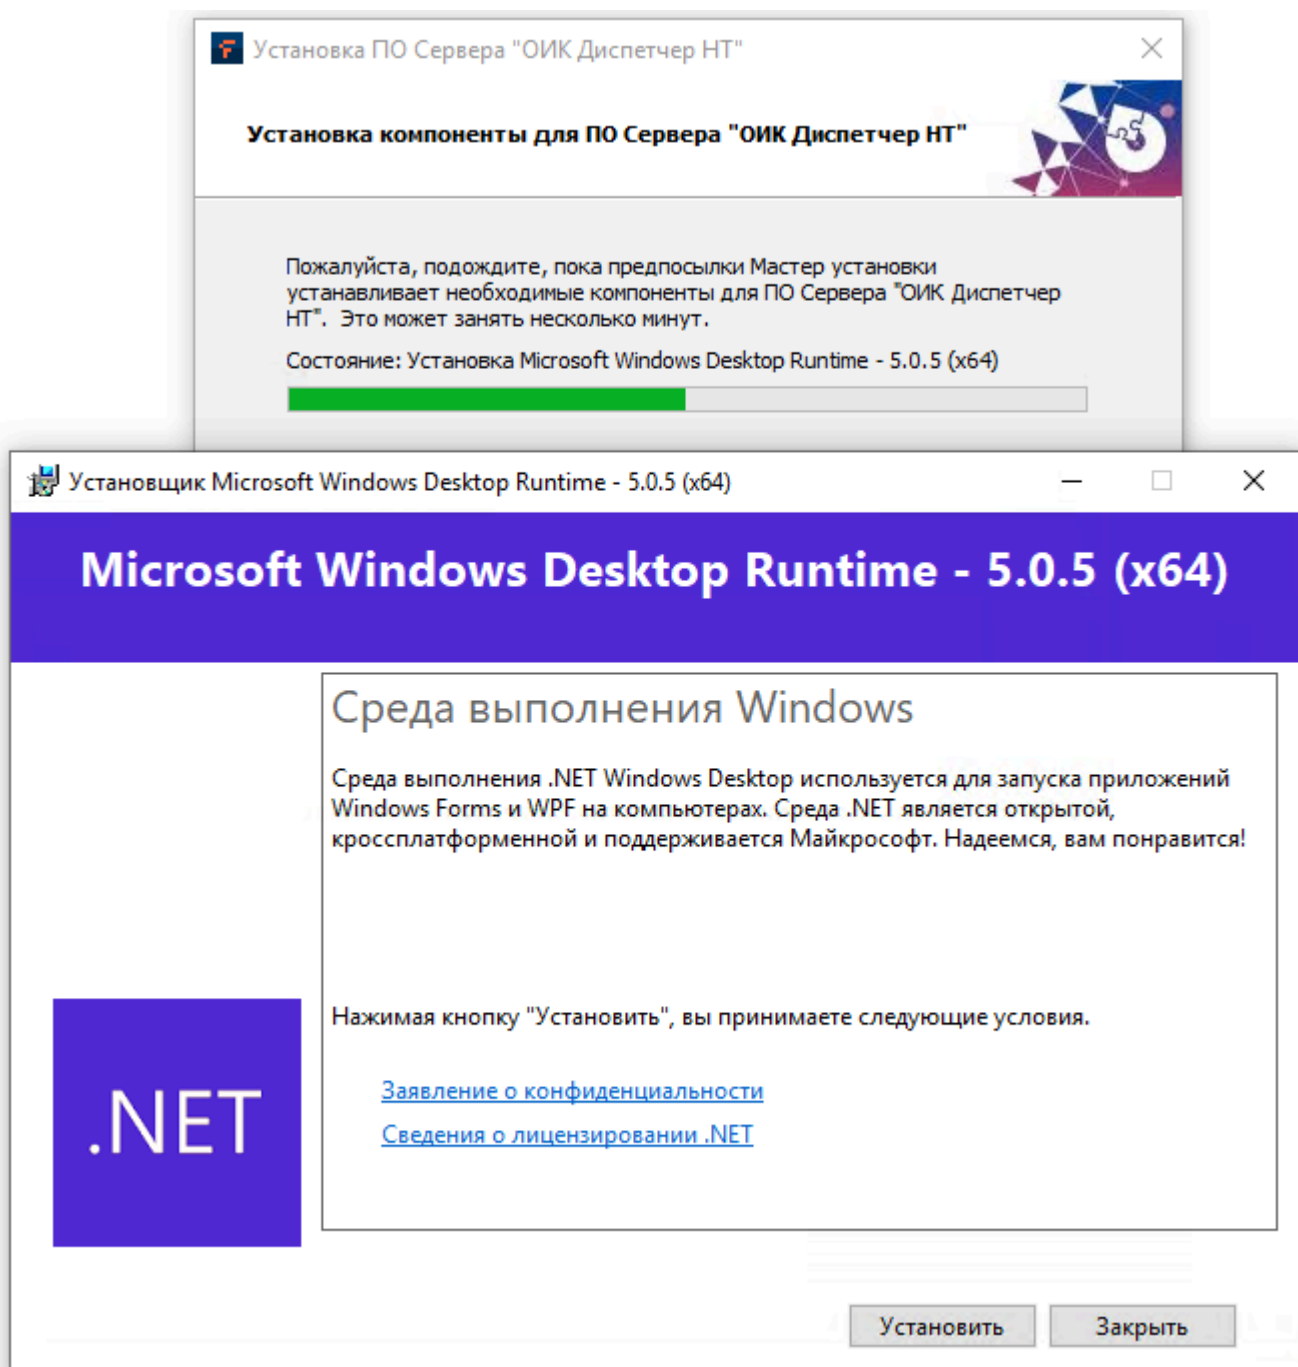 Установка ПО Сервера "ОИК Диспетчер НТ"
Установка компоненты для ПО Сервера "ОИК Диспетчер НТ"
Пожалуйста, подождите, пока предпосылки Мастер установки
устанавливает необходимые компоненты для ПО Сервера "ОИК Диспетчер
НТ". Это может занять несколько минут.
Состояние: Установка Microsoft Windows Desktop Runtime - 5.0.5 (x64)
Установщик Microsoft Windows Desktop Runtime - 5.0.5 (x64)
Microsoft Windows Desktop Runtime - 5.0.5 (x64)
Среда выполнения Windows
Среда выполнения .NET Windows Desktop используется для запуска приложений
Windows Forms и WPF на компьютерах. Среда .NET является открытой,
кроссплатформенной и поддерживается Майкрософт. Надеемся, вам понравится!
Нажимая кнопку "Установить", вы принимаете следующие условия.
Заявление о конфиденциальности
Сведения о лицензировании .NET
.NET
Установить
Закрыть